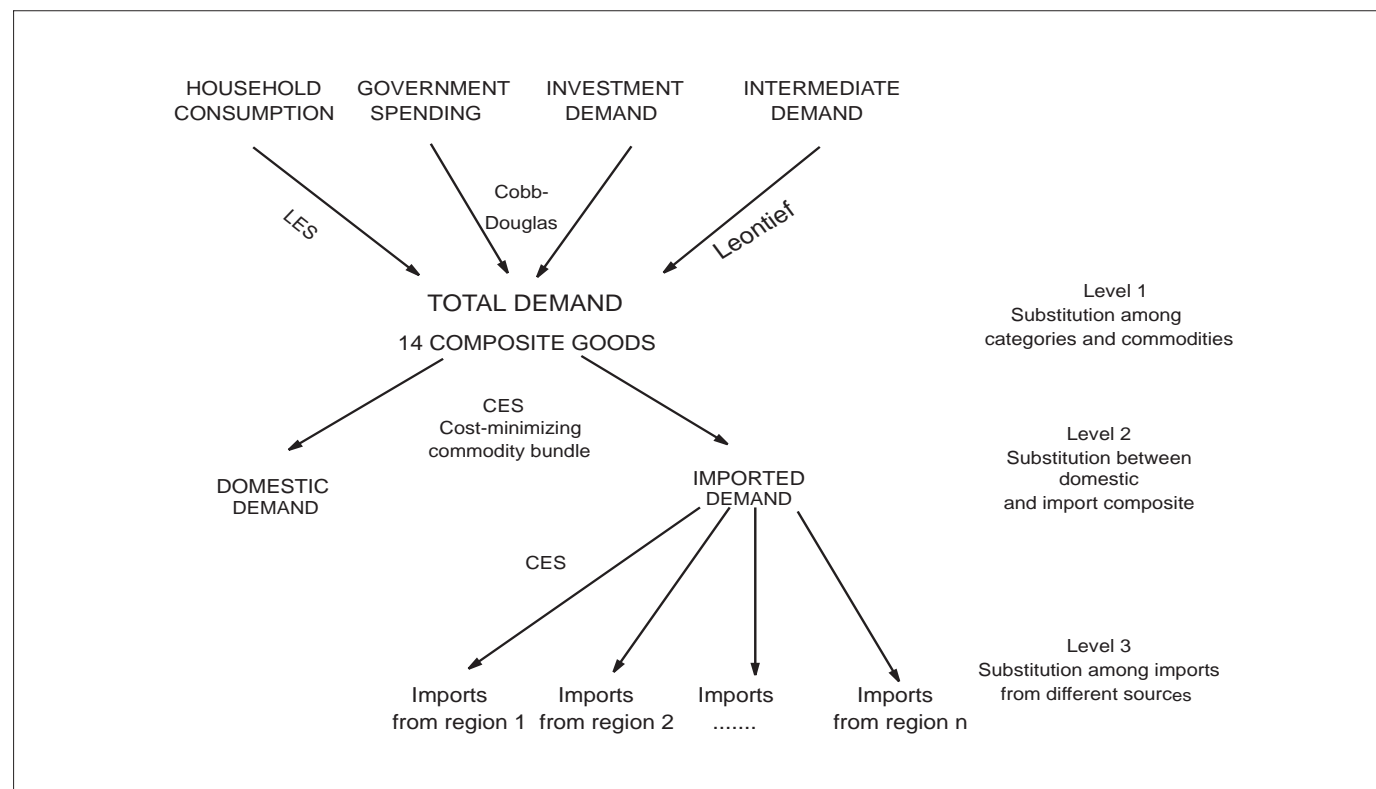 HOUSEHOLD
CONSUMPTION
GOVERNMENT
SPENDING
INVESTMENT
DEMAND
INTERMEDIATE
DEMAND
LES
Cobb-
Douglas
Leontief
TOTAL DEMAND
14 COMPOSITE GOODS
Level 1
Substitution among
categories and commodities
CES
Cost-minimizing
commodity bundle
Level 2
Substitution between
domestic
and import composite
DOMESTIC
DEMAND
IMPORTED
DEMAND
CES
Level 3
Substitution among imports
from different sources
Imports
from region 1
Imports
from region 2
Imports
.......
Imports
from region n